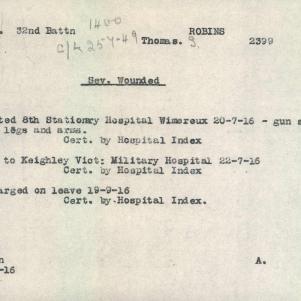 32nd Battn 1400 ROBINS
C/L 25-7-49 Thomas. S. 2399
Sev. Wounded
ted 8th Stationary Hospital Wimereux 20-7-16 - gun s
legs and arms.
Cert. by Hospital Index
to Keighley Vict: Military Hospital 22-7-16
Cert. by Hospital Index
arged on leave 19-9-16
Cert. by Hospital Index.
n A.
-16